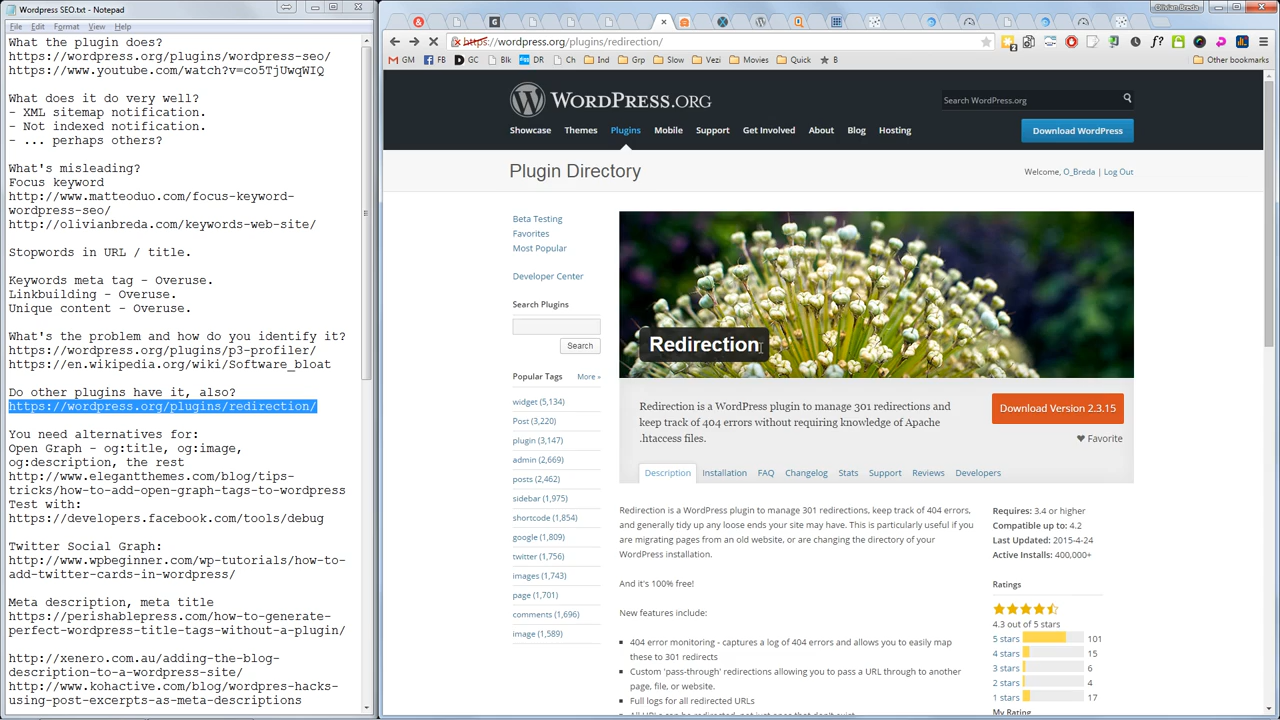 Wordpress SEO.txt - Notepad
File Edit Format View Help
What the plugin does?
https://wordpress.org/plugins/wordpress-seo/
https://www.youtube.com/watch?v=co5TjUwqWIQ
What does it do very well?
- XML sitemap notification.
- Not indexed notification.
- ... perhaps others?
What's misleading?
Focus keyword
http://www.matteoduo.com/focus-keyword-
wordpress-seo/
http://olivianbreda.com/keywords-web-site/
Stopwords in URL / title.
Keywords meta tag - Overuse.
Linkbuilding - Overuse.
Unique content - Overuse.
What's the problem and how do you identify it?
https://wordpress.org/plugins/p3-profiler/
https://en.wikipedia.org/wiki/Software_bloat
Do other plugins have it, also?
https://wordpress.org/plugins/redirection/
You need alternatives for:
Open Graph - og:title, og:image,
og:description, the rest
http://www.elegantthemes.com/blog/tips-
tricks/how-to-add-open-graph-tags-to-wordpress
Test with:
https://developers.facebook.com/tools/debug
Twitter Social Graph:
http://www.wpbeginner.com/wp-tutorials/how-to-
add-twitter-cards-in-wordpress/
Meta description, meta title
https://perishablepress.com/how-to-generate-
perfect-wordpress-title-tags-without-a-plugin/
http://xenero.com.au/adding-the-blog-
description-to-a-wordpress-site/
http://www.kohactive.com/blog/wordpres-hacks-
using-post-excerpts-as-meta-description
Olivian Breda
https://wordpress.org/plugins/redirection/
GM FB GC Blk DR Ch Ind Grp Slow Vezi Movies Quick B Other bookmarks
WORDPRESS.ORG
Search WordPress.org
Showcase Themes Plugins Mobile Support Get Involved About Blog Hosting
Download WordPress
Plugin Directory
Welcome, O_Breda | Log Out
Beta Testing
Favorites
Most Popular
Developer Center
Search Plugins
Search
Popular Tags More »
widget (5,134)
Post (3,220)
plugin (3,147)
admin (2,669)
posts (2,462)
sidebar (1,975)
shortcode (1,854)
google (1,809)
twitter (1,756)
images (1,743)
page (1,701)
comments (1,696)
image (1,589)
Redirection
Redirection is a WordPress plugin to manage 301 redirections and
keep track of 404 errors without requiring knowledge of Apache
.htaccess files.
Download Version 2.3.15
Favorite
Description Installation FAQ Changelog Stats Support Reviews Developers
Redirection is a WordPress plugin to manage 301 redirections, keep track of 404 errors,
and generally tidy up any loose ends your site may have. This is particularly useful if you
are migrating pages from an old website, or are changing the directory of your
WordPress installation.
And it's 100% free!
New features include:
404 error monitoring - captures a log of 404 errors and allows you to easily map
these to 301 redirects
Custom 'pass-through' redirections allowing you to pass a URL through to another
page, file, or website.
Full logs for all redirected URLs
Requires: 3.4 or higher
Compatible up to: 4.2
Last Updated: 2015-4-24
Active Installs: 400,000+
Ratings
4.3 out of 5 stars
5 stars 101
4 stars 15
3 stars 6
2 stars 4
1 stars 17
My Rating